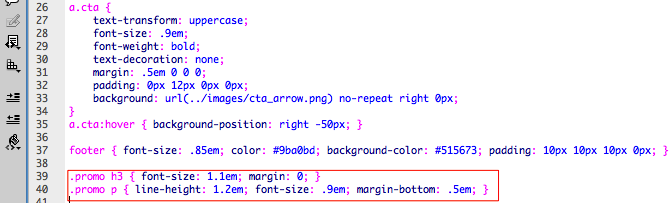 26 a.cta {
27 text-transform: uppercase;
28 font-size: .9em;
29 font-weight: bold;
30 text-decoration: none;
31 margin: .5em 0 0 0;
32 padding: 0px 12px 0px 0px;
33 background: url(../images/cta_arrow.png) no-repeat right 0px;
34 }
35 a.cta:hover { background-position: right -50px; }
36
37 footer { font-size: .85em; color: #9ba0bd; background-color: #515673; padding: 10px 10px 10px 0px; }
38
39 .promo h3 { font-size: 1.1em; margin: 0; }
40 .promo p { line-height: 1.2em; font-size: .9em; margin-bottom: .5em; }
41